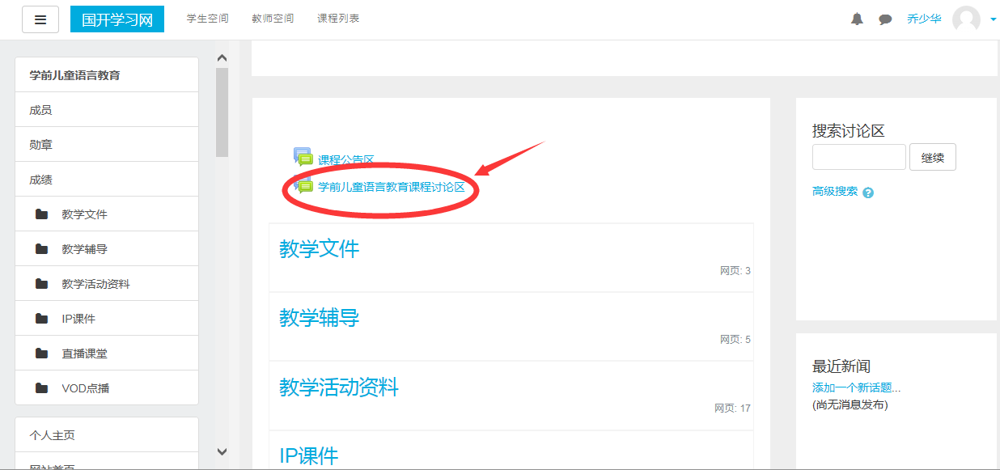 国开学习网
学生空间
教师空间
课程列表
乔少华
学前儿童语言教育
成员
勋章
成绩
教学文件
教学辅导
教学活动资料
IP课件
直播课堂
VOD点播
个人主页
网站首页
课程公告区
学前儿童语言教育课程讨论区
教学文件
网页: 3
教学辅导
网页: 5
教学活动资料
网页: 17
IP课件
搜索讨论区
继续
高级搜索
最近新闻
添加一个新话题...
(尚无消息发布)